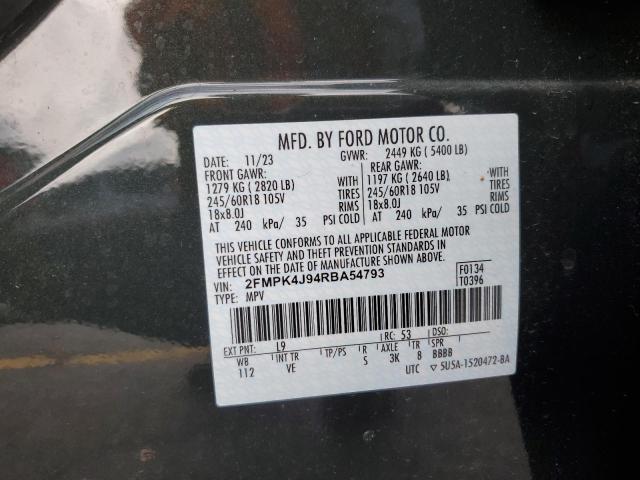 MFD. BY FORD MOTOR CO.
DATE: 11/23 GVWR: 2449 KG ( 5400 LB)
FRONT GAWR: REAR GAWR:
1279 KG ( 2820 LB) WITH 1197 KG ( 2640 LB) WITH
245/60R18 105V TIRES 245/60R18 105V TIRES
18x8.0J RIMS 18x8.0J RIMS
AT 240 kPa/ 35 PSI COLD AT 240 kPa/ 35 PSI COLD
THIS VEHICLE CONFORMS TO ALL APPLICABLE FEDERAL MOTOR
VEHICLE SAFETY AND THEFT PREVENTION STANDARDS IN
EFFECT ON THE DATE OF MANUFACTURE SHOWN ABOVE.
VIN: 2FMPK4J94RBA54793 F0134
TYPE: MPV T0396
EXT PNT: L9 RC: 53 DSO:
WB INT TR TP/PS R AXLE TR SPR
112 VE S 3K 8 BBBB
UTC ▽ 5U5A-1520472-BA